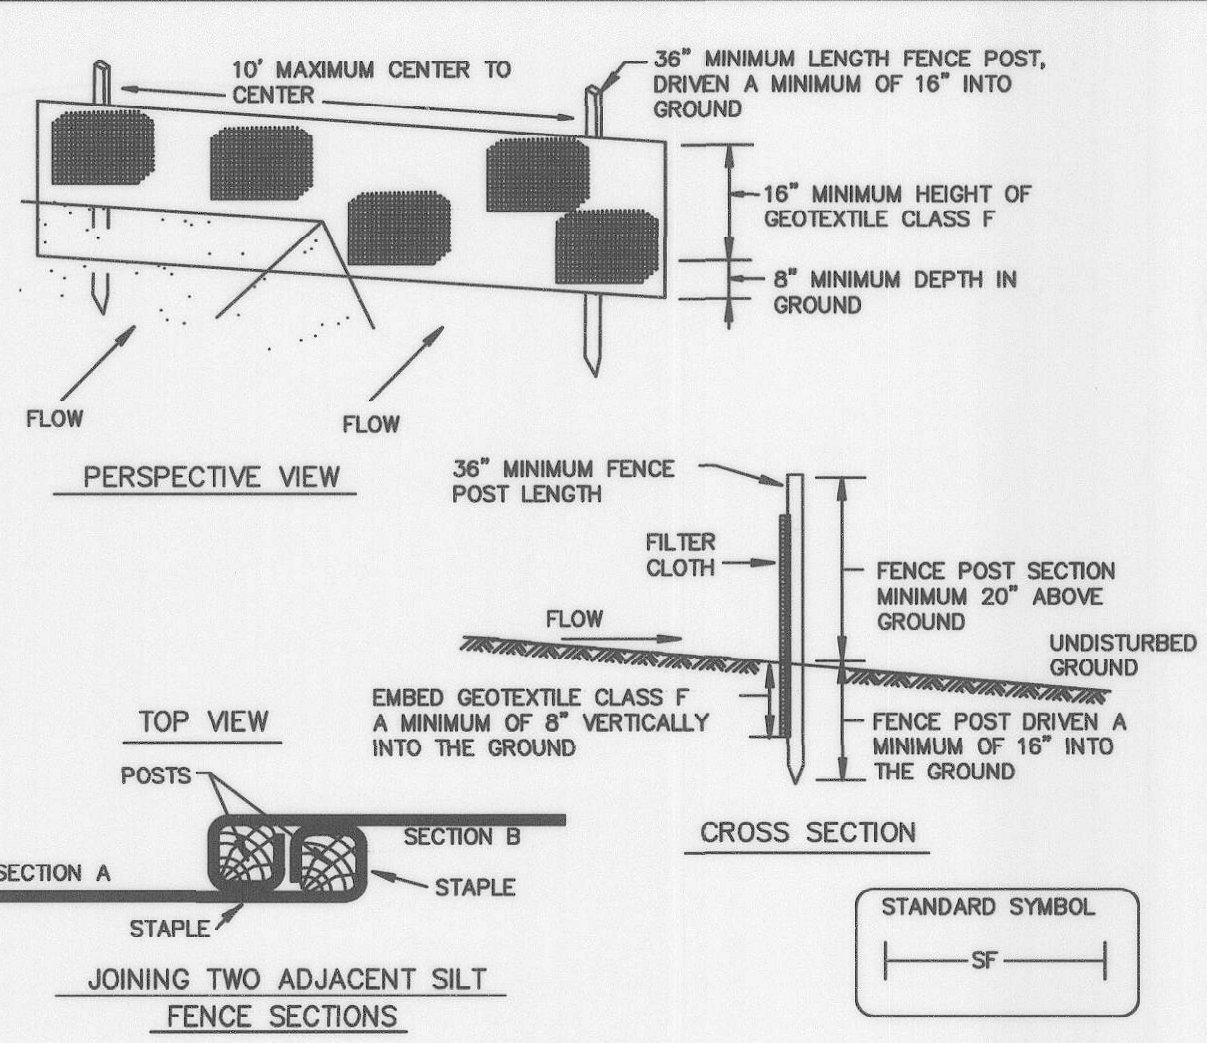 10' MAXIMUM CENTER TO
CENTER
36" MINIMUM LENGTH FENCE POST,
DRIVEN A MINIMUM OF 16" INTO
GROUND
16" MINIMUM HEIGHT OF
GEOTEXTILE CLASS F
8" MINIMUM DEPTH IN
GROUND
FLOW
FLOW
PERSPECTIVE VIEW
36" MINIMUM FENCE
POST LENGTH
FILTER
CLOTH
FENCE POST SECTION
MINIMUM 20" ABOVE
GROUND
FLOW
UNDISTURBED
GROUND
EMBED GEOTEXTILE CLASS F
A MINIMUM OF 8" VERTICALLY
INTO THE GROUND
FENCE POST DRIVEN A
MINIMUM OF 16" INTO
THE GROUND
CROSS SECTION
TOP VIEW
POSTS
SECTION B
SECTION A
STAPLE
STAPLE
JOINING TWO ADJACENT SILT
FENCE SECTIONS
STANDARD SYMBOL
SF